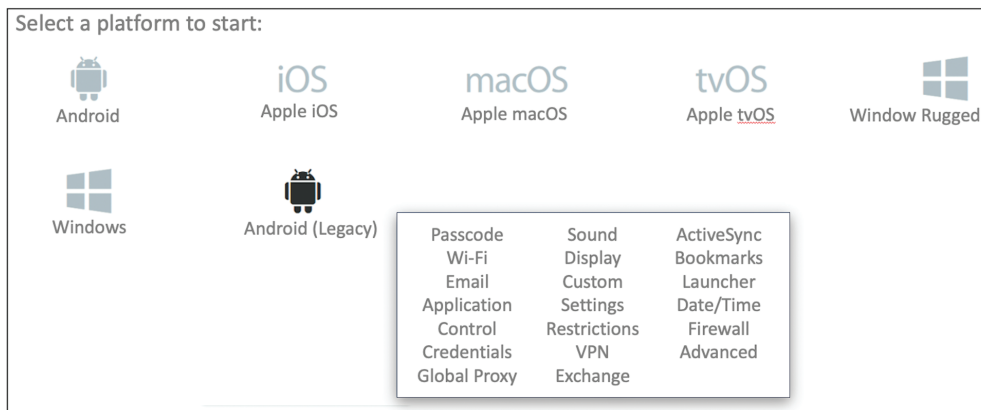 Select a platform to start:
iOS
macOS
tvOS
Android
Apple iOS
Apple macOS
Apple tvOS
Window Rugged
Windows
Android (Legacy)
Passcode
Wi-Fi
Email
Application
Control
Credentials
Global Proxy
Sound
Display
Custom
Settings
Restrictions
VPN
Exchange
ActiveSync
Bookmarks
Launcher
Date/Time
Firewall
Advanced